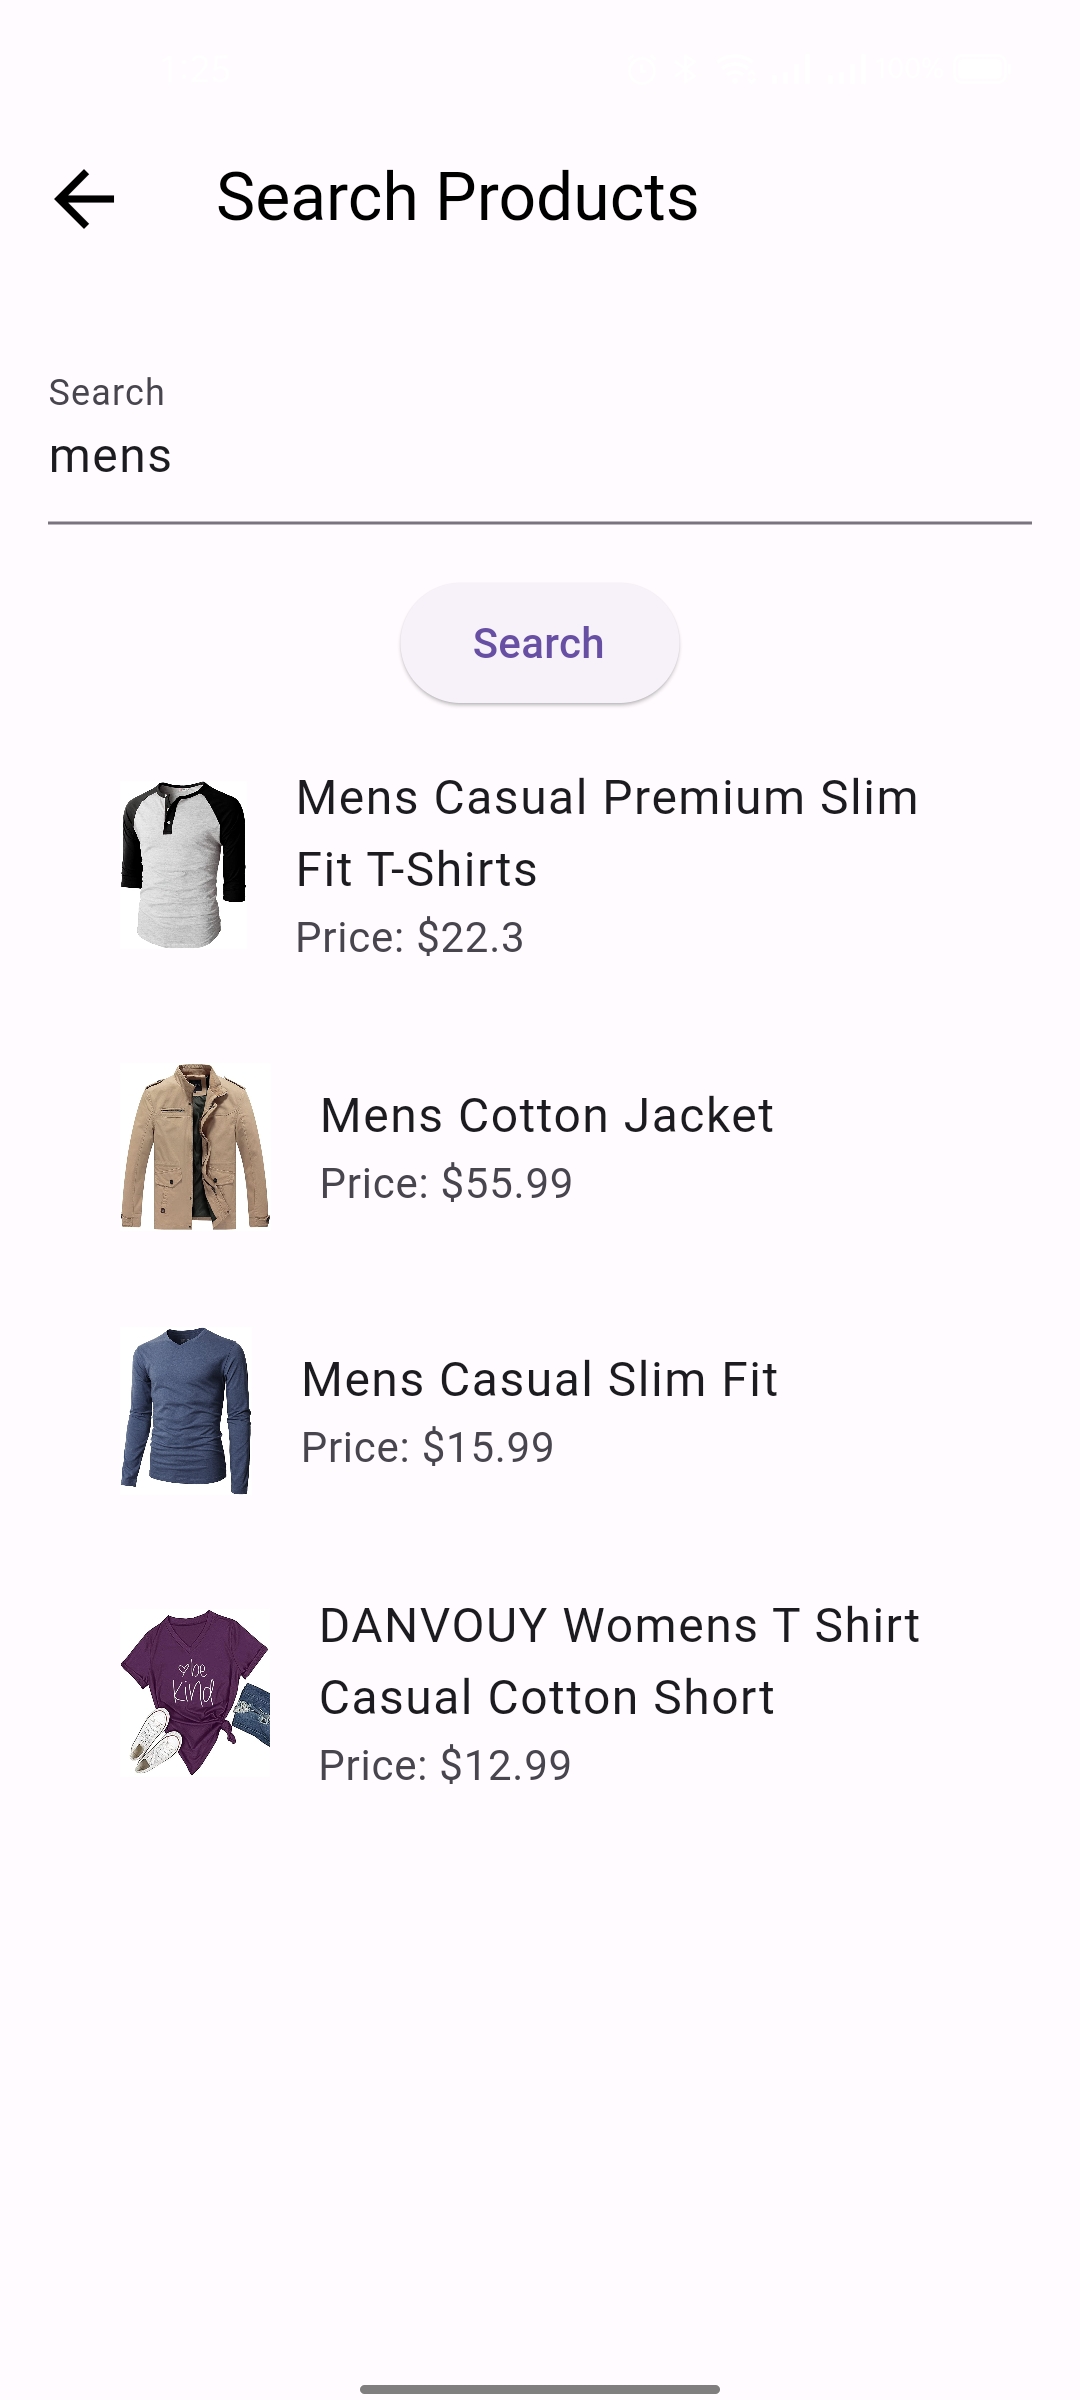 Search Products
Search
mens
Search
Mens Casual Premium Slim
Fit T-Shirts
Price: $22.3
Mens Cotton Jacket
Price: $55.99
Mens Casual Slim Fit
Price: $15.99
be
Kind
DANVOUY Womens T Shirt
Casual Cotton Short
Price: $12.99